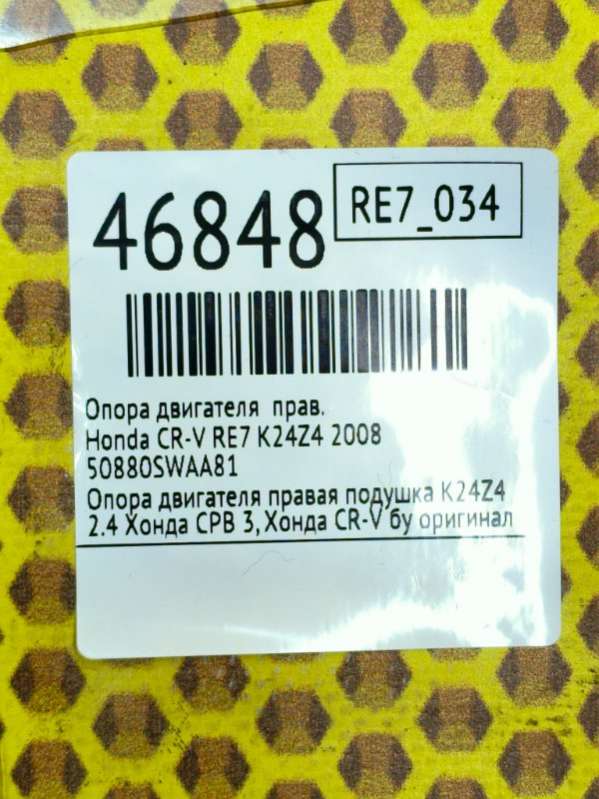 46848
RE7_034
Опора двигателя прав.
Honda CR-V RE7 K24Z4 2008
50880SWAA81
Опора двигателя правая подушка K24Z4
2.4 Хонда СРВ 3, Хонда CR-V бу оригинал